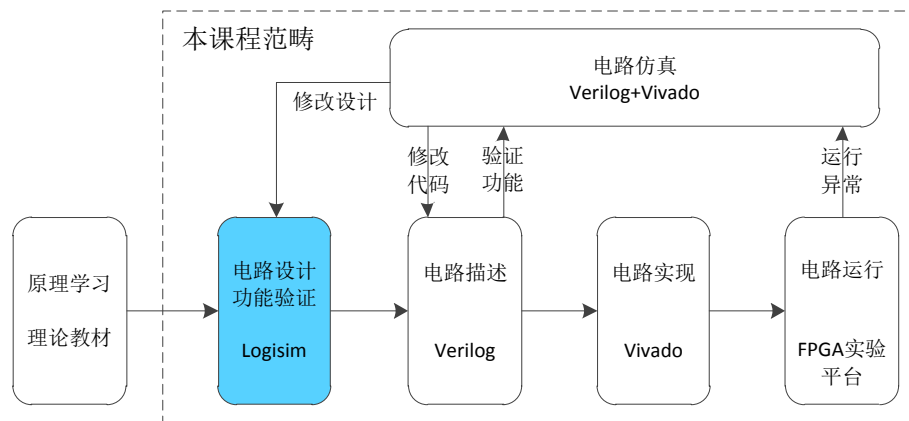 本课程范畴
电路仿真
Verilog+Vivado
修改设计
修改
代码
验证
功能
运行
异常
原理学习
理论教材
电路设计
功能验证
Logisim
电路描述
Verilog
电路实现
Vivado
电路运行
FPGA实验
平台